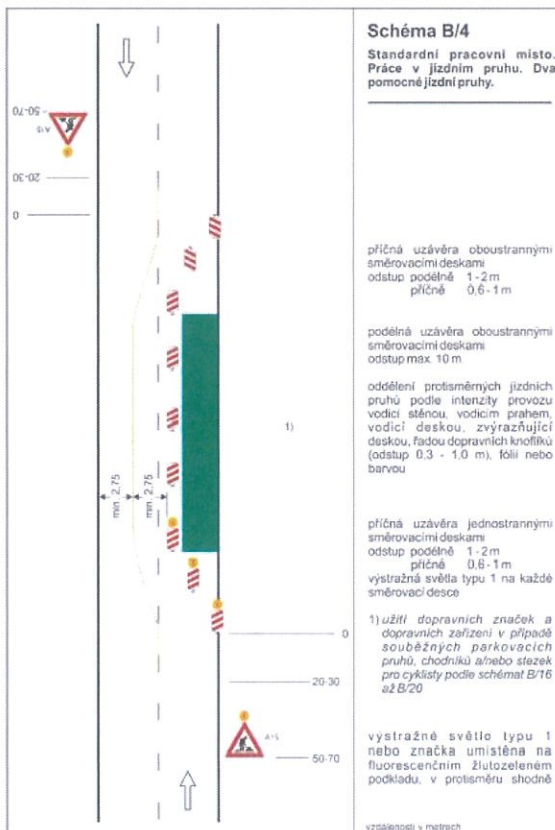 Schéma B/4
Standardní pracovní místo.
Práce v jízdním pruhu. Dva
pomocné jízdní pruhy.
50-70
A15
20-30
0
příčná uzávěra oboustrannými
směrovacími deskami
odstup podélně 1-2m
příčně 0,6-1m
podélná uzávěra oboustrannými
směrovacími deskami
odstup max. 10 m
oddělení protisměrných jízdních
pruhů podle intenzity provozu
vodicí stěnou, vodicím prahem,
vodicí deskou, zvýrazňující
deskou, řadou dopravních knoflíků
(odstup 0,3 - 1,0 m), fólií nebo
barvou
1)
min. 2,75
min. 2,75
příčná uzávěra jednostrannými
směrovacími deskami
odstup podélně 1-2m
příčně 0,6-1m
výstražná světla typu 1 na každé
směrovací desce
0
1) užití dopravních značek a
dopravních zařízení v případě
souběžných parkovacích
pruhů, chodníků a/nebo stezek
pro cyklisty podle schémat B/16
až B/20
20-30
A15
50-70
výstražné světlo typu 1
nebo značka umístěna na
fluorescenčním žlutozeleném
podkladu, v protisměru shodně
vzdálenosti v metrech